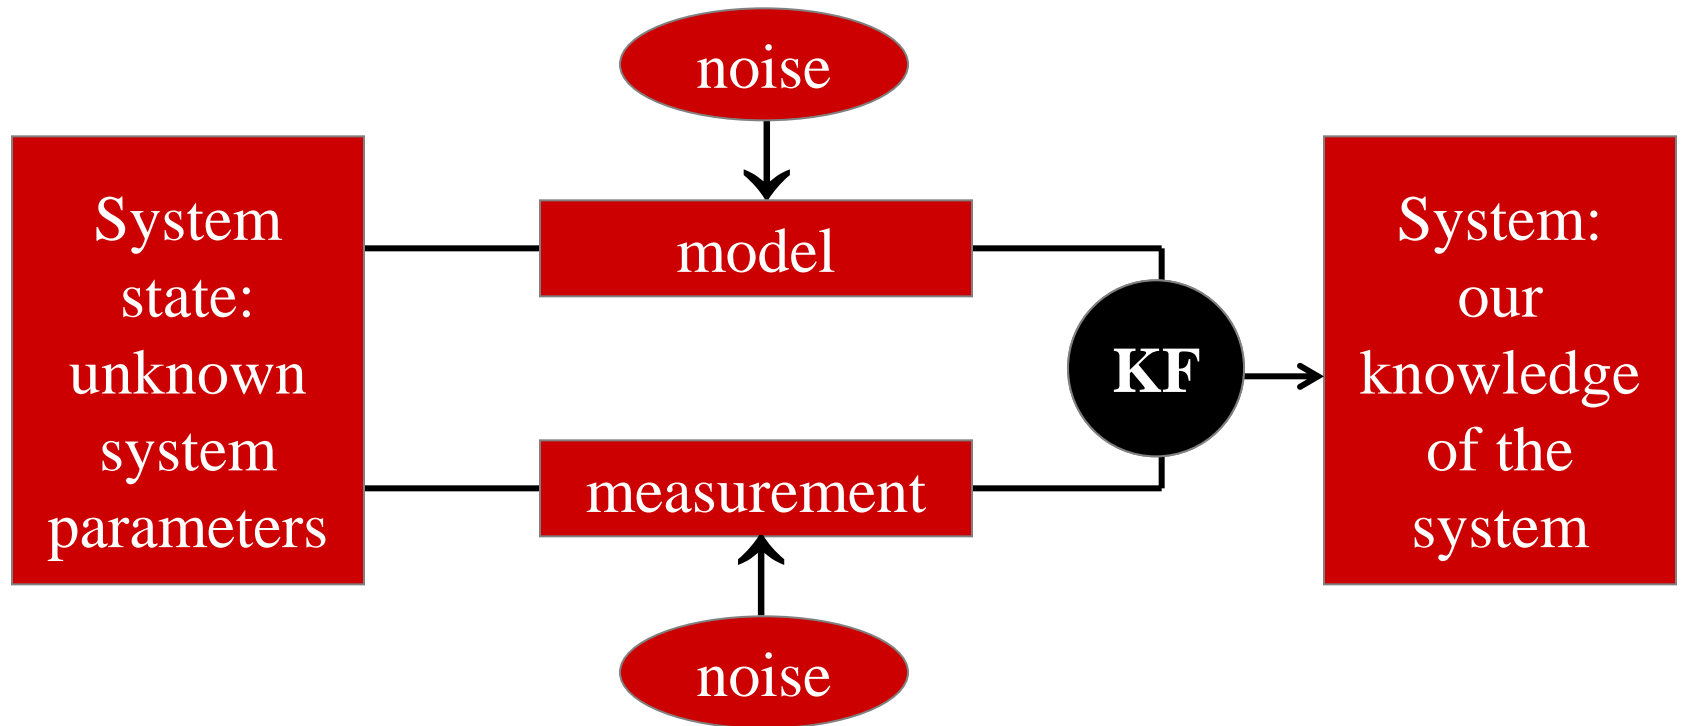 noise
System
state:
unknown
system
parameters
model
measurement
noise
KF
System:
our
knowledge
of the
system